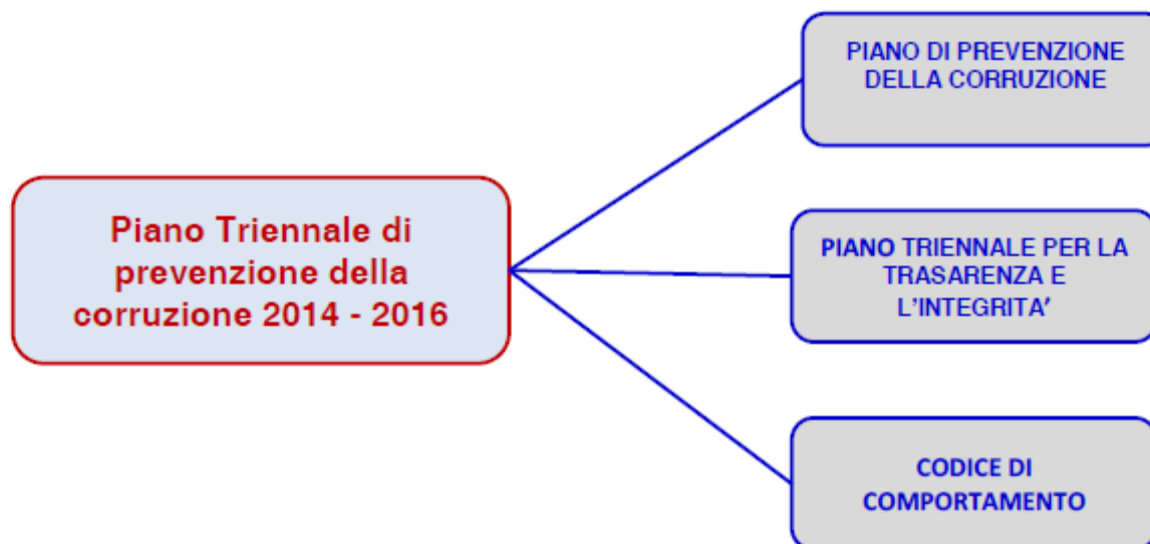 PIANO DI PREVENZIONE
DELLA CORRUZIONE
Piano Triennale di
prevenzione della
corruzione 2014 - 2016
PIANO TRIENNALE PER LA
TRASARENZA E
L'INTEGRITA'
CODICE DI
COMPORTAMENTO